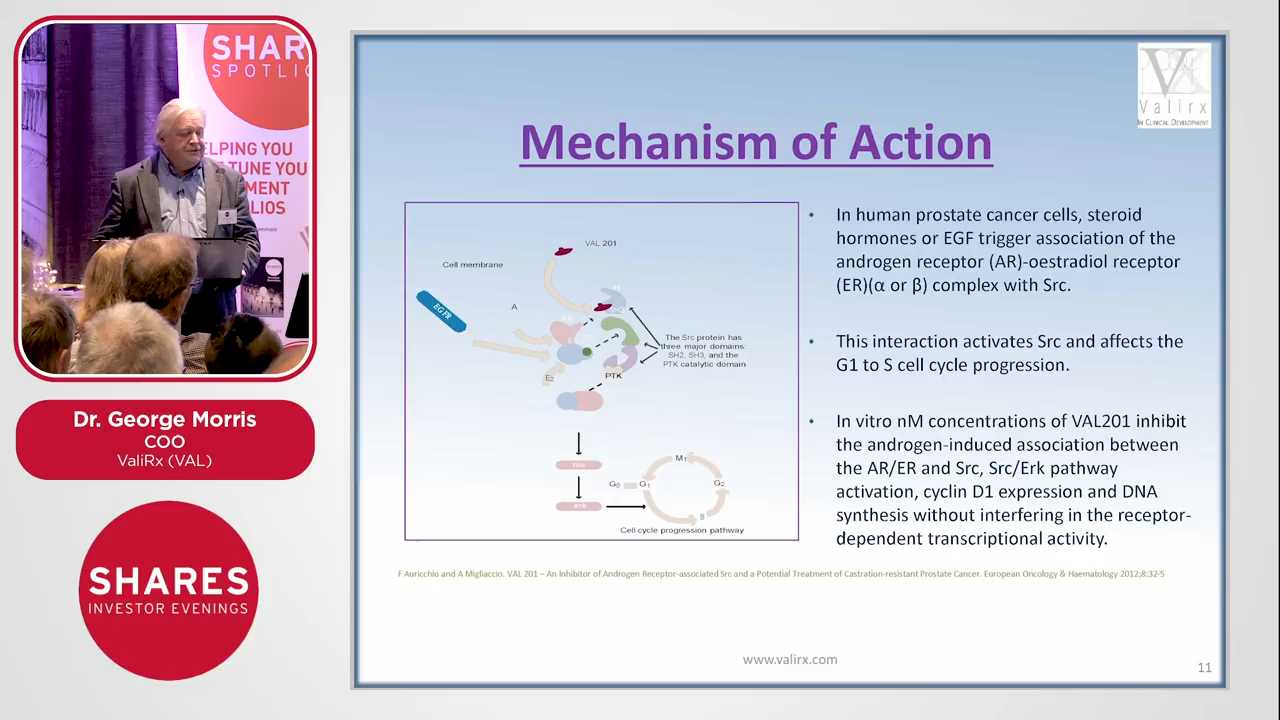 SHAR
SPOTLIG
ELPING YOU
TUNE YOU
MENT
LIOS
Dr. George Morris
COO
ValiRx (VAL)
SHARES
INVESTOR EVENINGS
V
Valirx
IN CLINICAL DEVELOPMENT
Mechanism of Action
VAL 201
Cell membrane
EGFR
A
H
AR
E
The Src protein has
three major domains:
SH2, SH3, and the
PTK catalytic domain
E2
PTK
ras
erk
G0
G1
M1
G2
S
Cell cycle progression pathway
• In human prostate cancer cells, steroid
hormones or EGF trigger association of the
androgen receptor (AR)-oestradiol receptor
(ER)(α or β) complex with Src.
• This interaction activates Src and affects the
G1 to S cell cycle progression.
• In vitro nM concentrations of VAL201 inhibit
the androgen-induced association between
the AR/ER and Src, Src/Erk pathway
activation, cyclin D1 expression and DNA
synthesis without interfering in the receptor-
dependent transcriptional activity.
F Auricchio and A Migliaccio. VAL 201 – An Inhibitor of Androgen Receptor-associated Src and a Potential Treatment of Castration-resistant Prostate Cancer. European Oncology & Haematology 2012;8:32-5
www.valirx.com
11